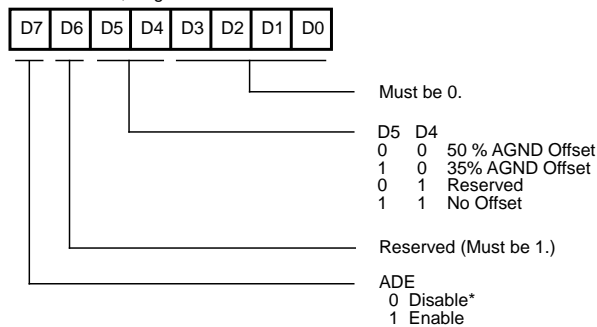 D7 D6 D5 D4 D3 D2 D1 D0
Must be 0.
D5 D4
0 0 50 % AGND Offset
1 0 35% AGND Offset
0 1 Reserved
1 1 No Offset
Reserved (Must be 1.)
ADE
0 Disable*
1 Enable